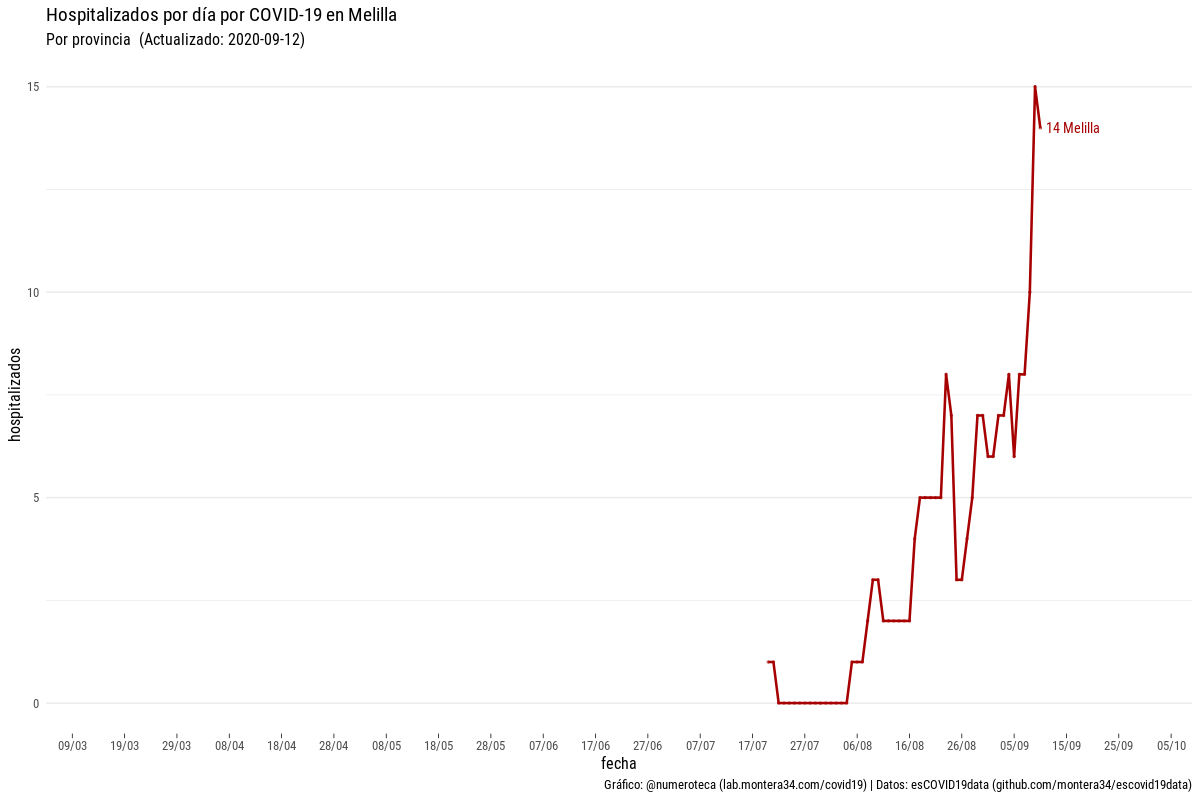 Hospitalizados por día por COVID-19 en Melilla
Por provincia (Actualizado: 2020-09-12)
15
14 Melilla
10
hospitalizados
5
0
09/03 19/03 29/03 08/04 18/04 28/04 08/05 18/05 28/05 07/06 17/06 27/06 07/07 17/07 27/07 06/08 16/08 26/08 05/09 15/09 25/09 05/10
fecha
Gráfico: @numeroteca (lab.montera34.com/covid19) | Datos: esCOVID19data (github.com/montera34/escovid19data)